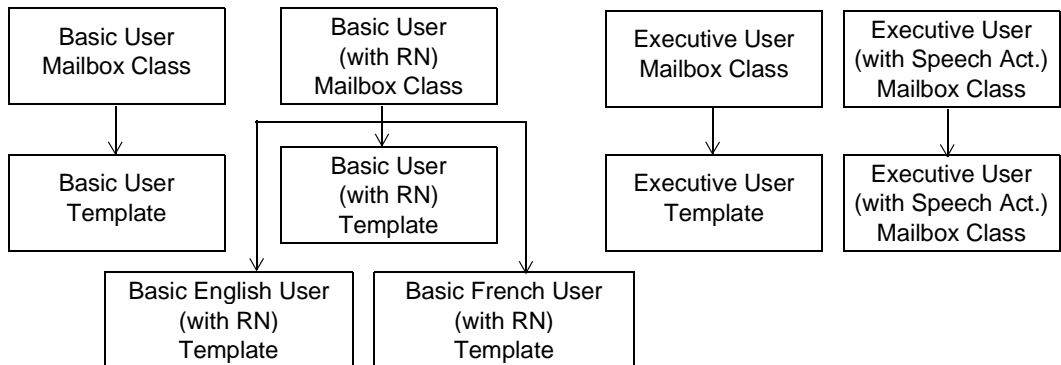 Basic User
Mailbox Class
Basic User
(with RN)
Mailbox Class
Executive User
Mailbox Class
Executive User
(with Speech Act.)
Mailbox Class
Basic User
Template
Basic User
(with RN)
Template
Executive User
Template
Executive User
(with Speech Act.)
Mailbox Class
Basic English User
(with RN)
Template
Basic French User
(with RN)
Template